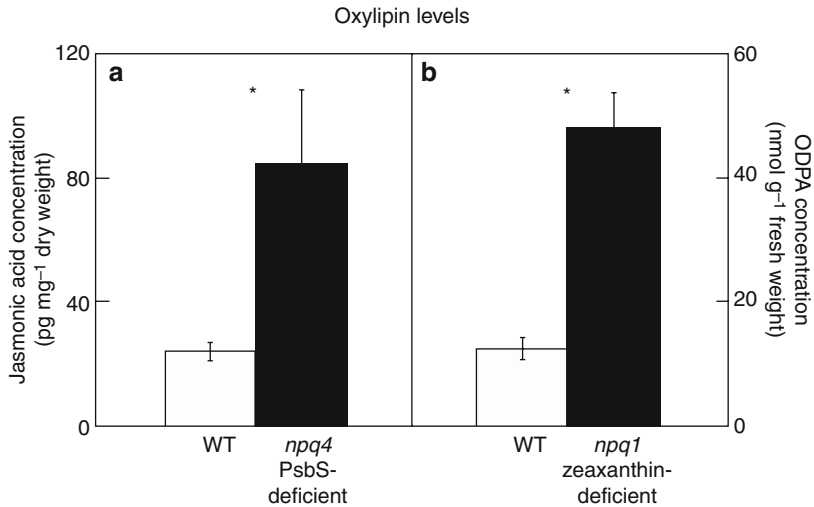 Oxylipin levels
a
b
*
*
120
80
40
0
Jasmonic acid concentration
(pg mg⁻¹ dry weight)
60
40
20
0
ODPA concentration
(nmol g⁻¹ fresh weight)
WT
npq4
PsbS-
deficient
WT
npq1
zeaxanthin-
deficient